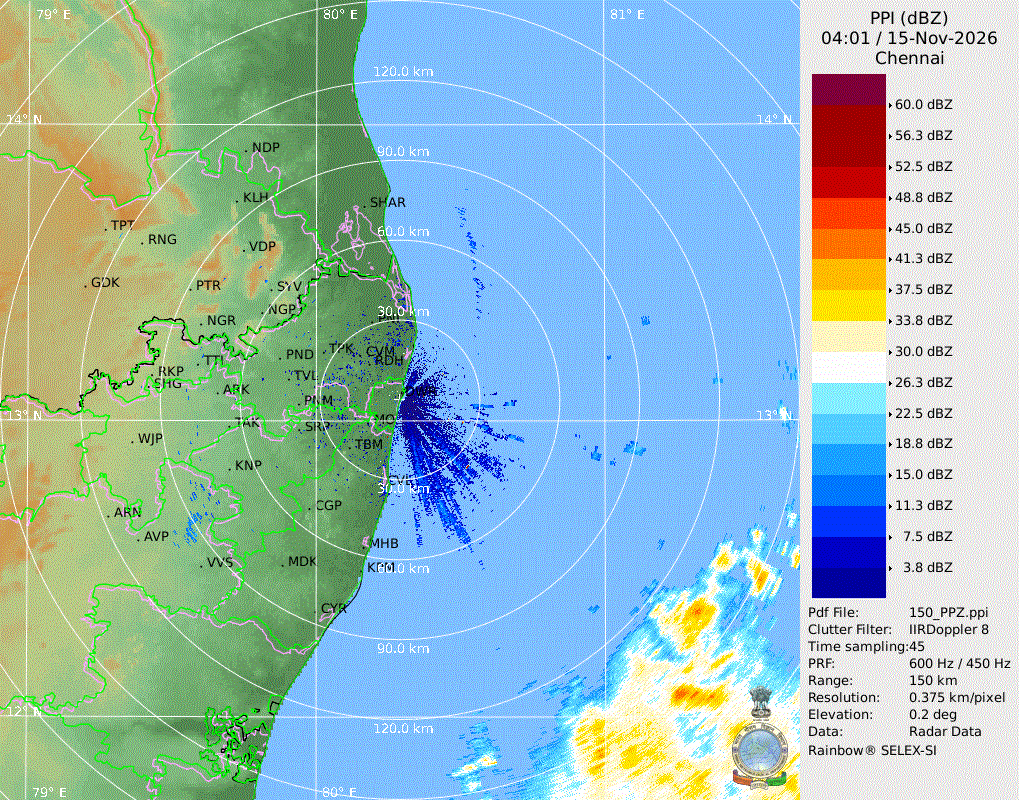 79° E
80° E
81° E
120.0 km
14° N
14° N
NDP
90.0 km
KLH
SHAR
TPT
RNG
60.0 km
VDP
GDK
PTR
SYV
NGP
30.0 km
NGR
TPK
CVM
PND
RDH
TTL
RKP
TVL
SHG
ARK
PNM
13° N
13° N
MO
TAK
SRP
WJP
TBM
KNP
30.0 km
CGP
ARN
AVP
MHB
VVS
MDK
KPM
60.0 km
CYR
90.0 km
12° N
120.0 km
79° E
80° E
PPI (dBZ)
04:01 / 15-Nov-2026
Chennai
60.0 dBZ
56.3 dBZ
52.5 dBZ
48.8 dBZ
45.0 dBZ
41.3 dBZ
37.5 dBZ
33.8 dBZ
30.0 dBZ
26.3 dBZ
22.5 dBZ
18.8 dBZ
15.0 dBZ
11.3 dBZ
7.5 dBZ
3.8 dBZ
Pdf File: 150_PPZ.ppi
Clutter Filter: IIRDoppler 8
Time sampling:45
PRF: 600 Hz / 450 Hz
Range: 150 km
Resolution: 0.375 km/pixel
Elevation: 0.2 deg
Data: Radar Data
Rainbow® SELEX-SI